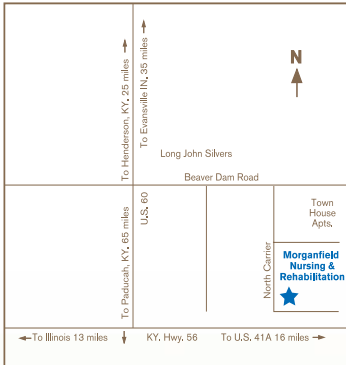 To Henderson, KY. 25 miles
To Evansville IN. 35 miles
N
Long John Silvers
Beaver Dam Road
To Paducah, KY. 65 miles
U.S. 60
North Carrier
Town
House
Apts.
Morganfield
Nursing &
Rehabilitation
To Illinois 13 miles
KY. Hwy. 56
To U.S. 41A 16 miles